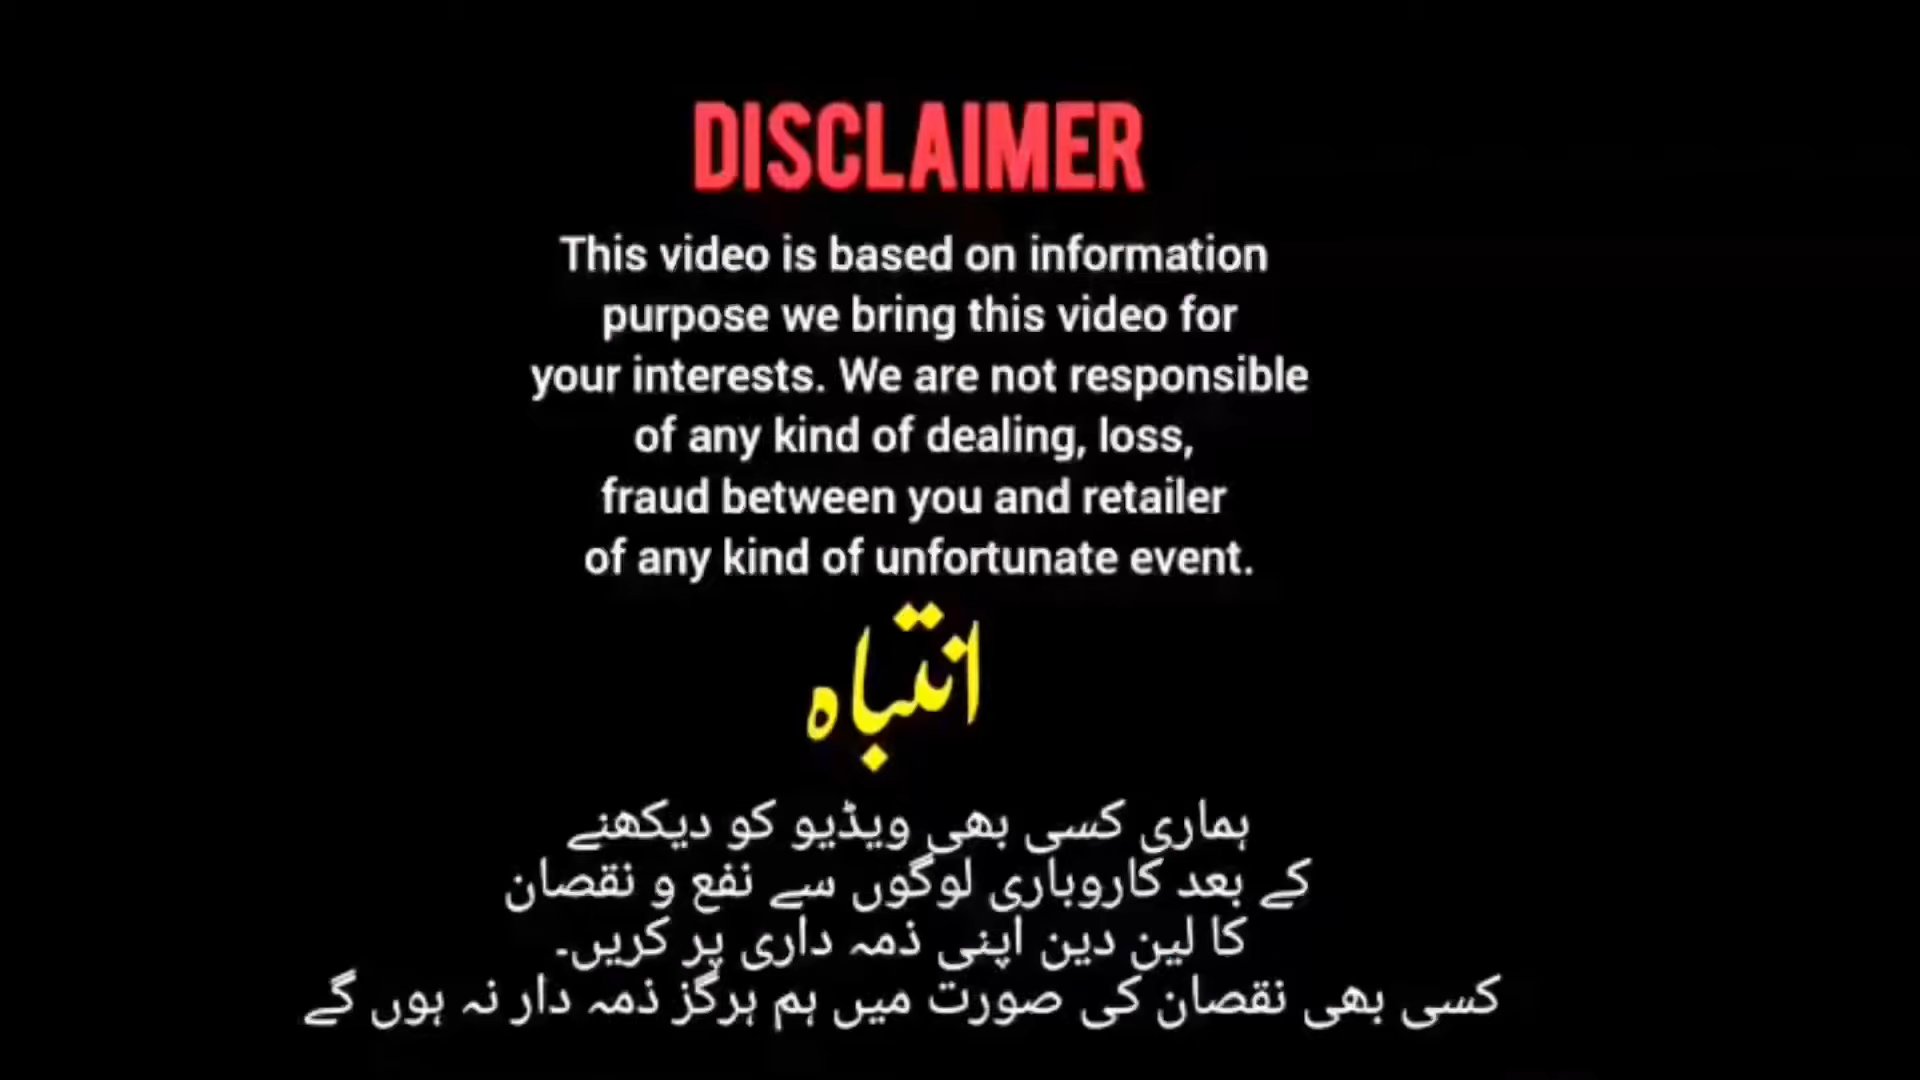 DISCLAIMER
This video is based on information
purpose we bring this video for
your interests. We are not responsible
of any kind of dealing, loss,
fraud between you and retailer
of any kind of unfortunate event.
انتباہ
ہماری کسی بھی ویڈیو کو دیکھنے
کے بعد کاروباری لوگوں سے نفع و نقصان
کا لین دین اپنی ذمہ داری پر کریں۔
کسی بھی نقصان کی صورت میں ہم ہرگز ذمہ دار نہ ہوں گے